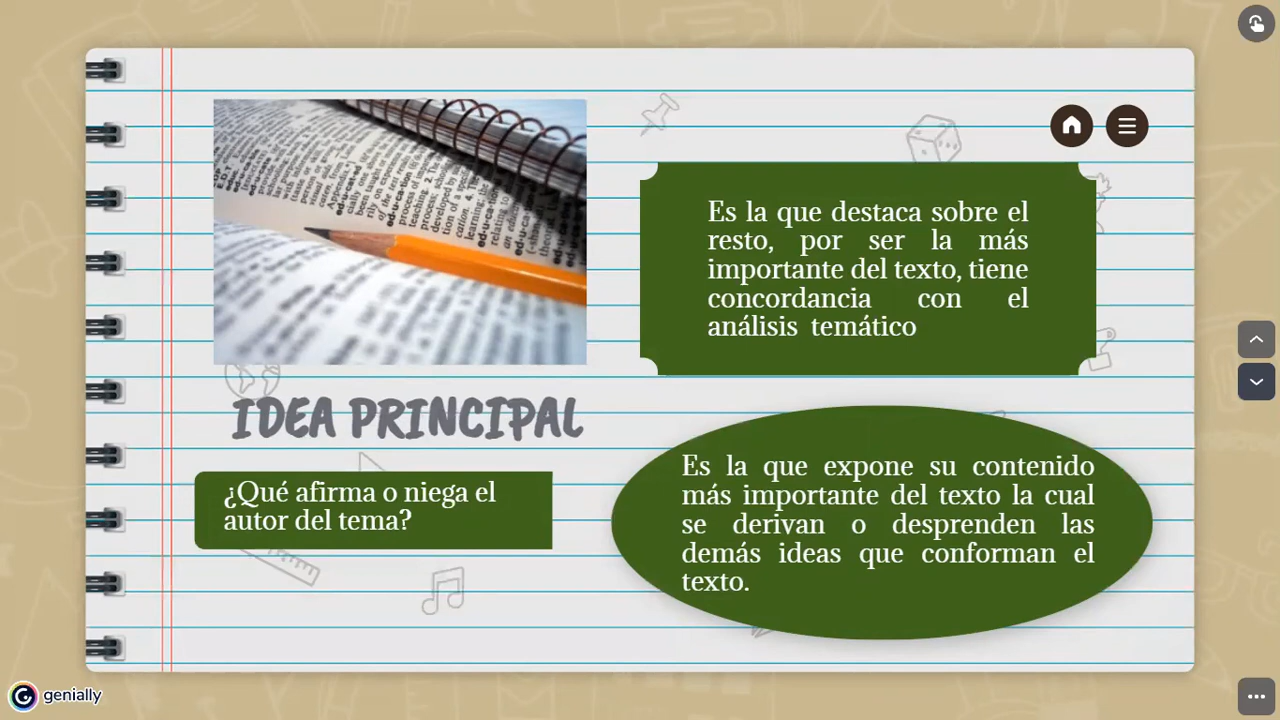 IDEA PRINCIPAL
¿Qué afirma o niega el
autor del tema?
Es la que destaca sobre el
resto, por ser la más
importante del texto, tiene
concordancia con el
análisis temático
Es la que expone su contenido
más importante del texto la cual
se derivan o desprenden las
demás ideas que conforman el
texto.
genially